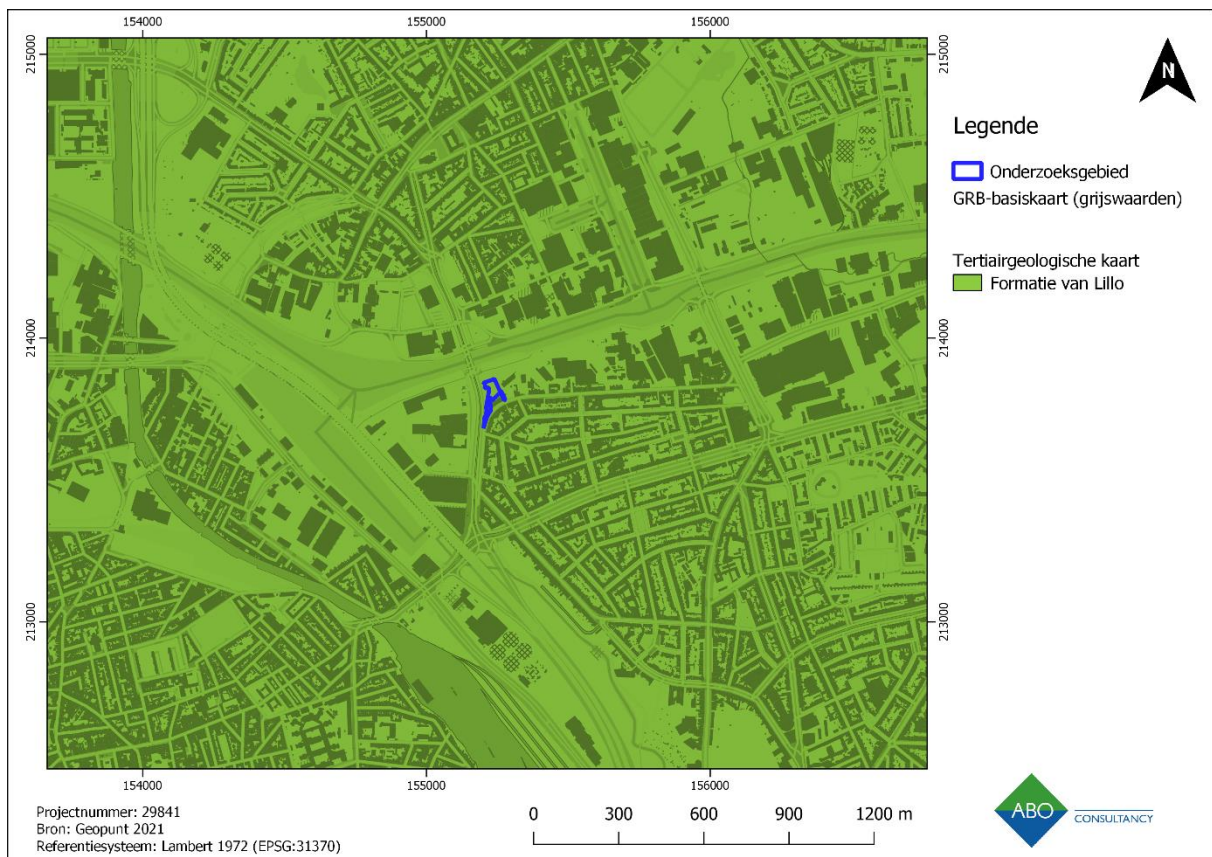 154000
155000
156000
215000
215000
N
Legende
Onderzoeksgebied
GRB-basiskaart (grijswaarden)
Tertiairgeologische kaart
Formatie van Lillo
214000
214000
213000
213000
154000
155000
156000
Projectnummer: 29841
Bron: Geopunt 2021
Referentiesysteem: Lambert 1972 (EPSG:31370)
0 300 600 900 1200 m
ABO
CONSULTANCY